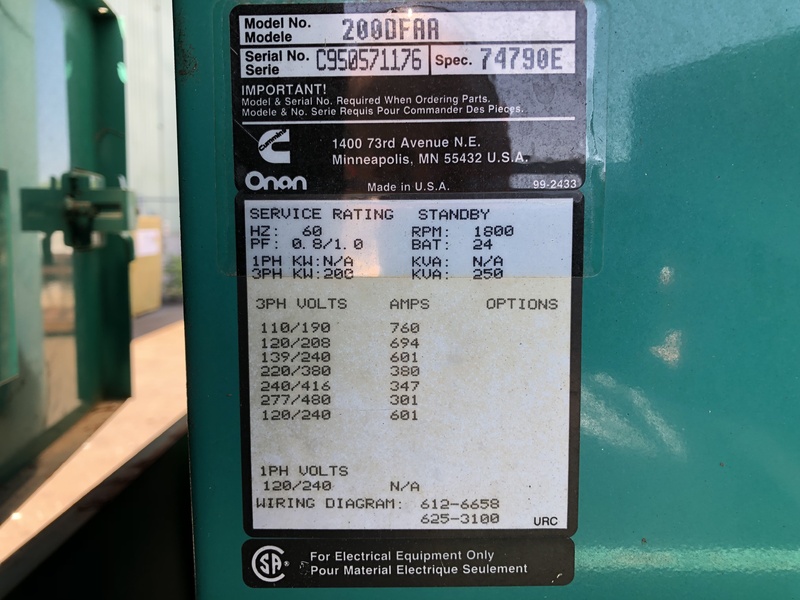 Model No. 200DFAA
Modele
Serial No. C950571176 Spec. 74790E
Serie
IMPORTANT!
Model & Serial No. Required When Ordering Parts.
Modele & No. Serie Requis Pour Commander Des Pieces.
Cummins
1400 73rd Avenue N.E.
Minneapolis, MN 55432 U.S.A.
Onan
Made in U.S.A. 99-2433
SERVICE RATING STANDBY
HZ: 60 RPM: 1800
PF: 0.8/1.0 BAT: 24
1PH KW:N/A KVA: N/A
3PH KW:200 KVA: 250
3PH VOLTS AMPS OPTIONS
110/190 760
120/208 694
139/240 601
220/380 380
240/416 347
277/480 301
120/240 601
1PH VOLTS
120/240 N/A
WIRING DIAGRAM: 612-6658
625-3100 URC
CSA
For Electrical Equipment Only
Pour Material Electrique Seulement